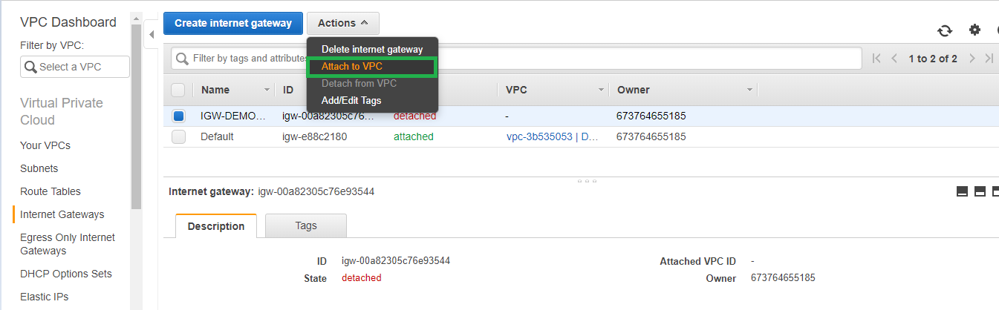 VPC Dashboard
Filter by VPC:
Select a VPC
Virtual Private
Cloud
Your VPCs
Subnets
Route Tables
Internet Gateways
Egress Only Internet
Gateways
DHCP Options Sets
Elastic IPs
Create internet gateway
Actions
Delete internet gateway
Attach to VPC
Detach from VPC
Add/Edit Tags
Filter by tags and attributes
1 to 2 of 2
Name ID VPC Owner
IGW-DEMO... igw-00a82305c76... detached - 673764655185
Default igw-e88c2180 attached vpc-3b535053 | D... 673764655185
Internet gateway: igw-00a82305c76e93544
Description Tags
ID igw-00a82305c76e93544 Attached VPC ID -
State detached Owner 673764655185